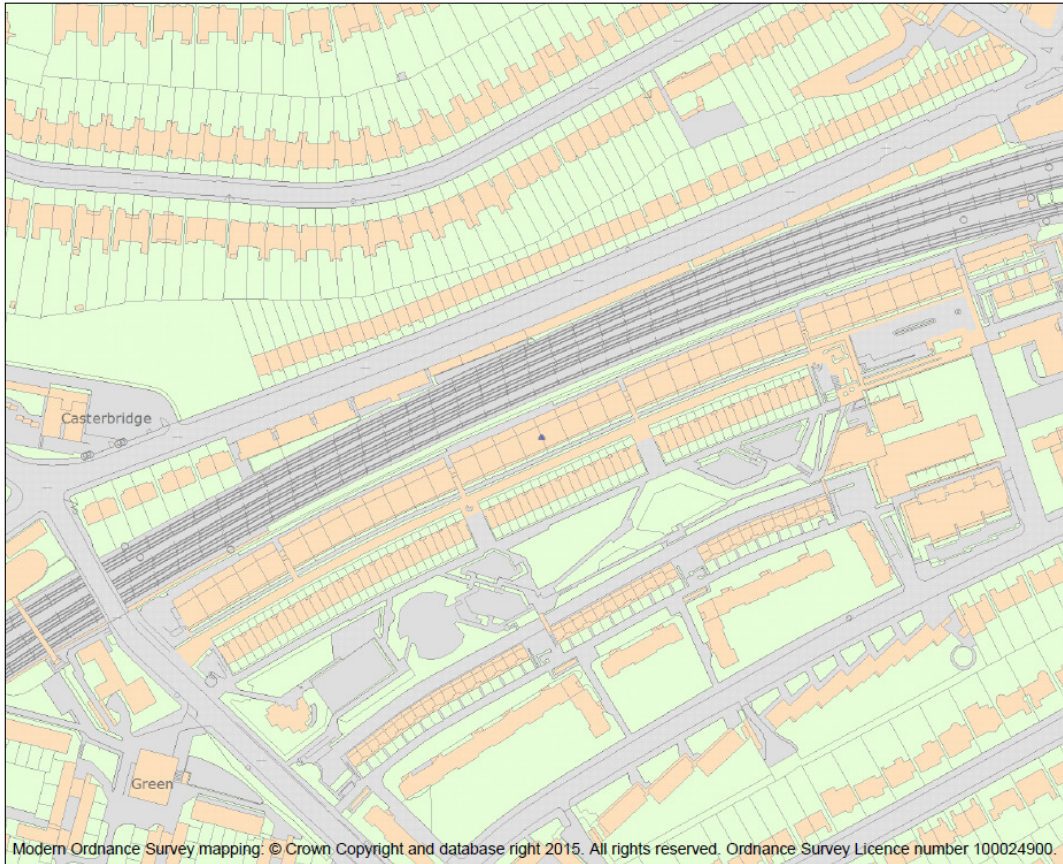 Casterbridge
Green
Modern Ordnance Survey mapping: © Crown Copyright and database right 2015. All rights reserved. Ordnance Survey Licence number 100024900.